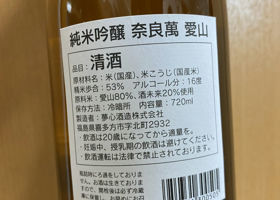 純米吟醸 奈良萬 愛山
品目：清酒
原材料名：米（国産）、米こうじ（国産米）
精米歩合：53％ アルコール分：16度
原料米：愛山80％、酒未来20％使用
保存方法：冷暗所 内容量：720ml
製造者：夢心酒造株式会社
福島県喜多方市字北町2932
・飲酒は20歳になってから適量を。
・妊娠中、授乳期の飲酒は避けてください。
・飲酒運転は法律で禁止されています。